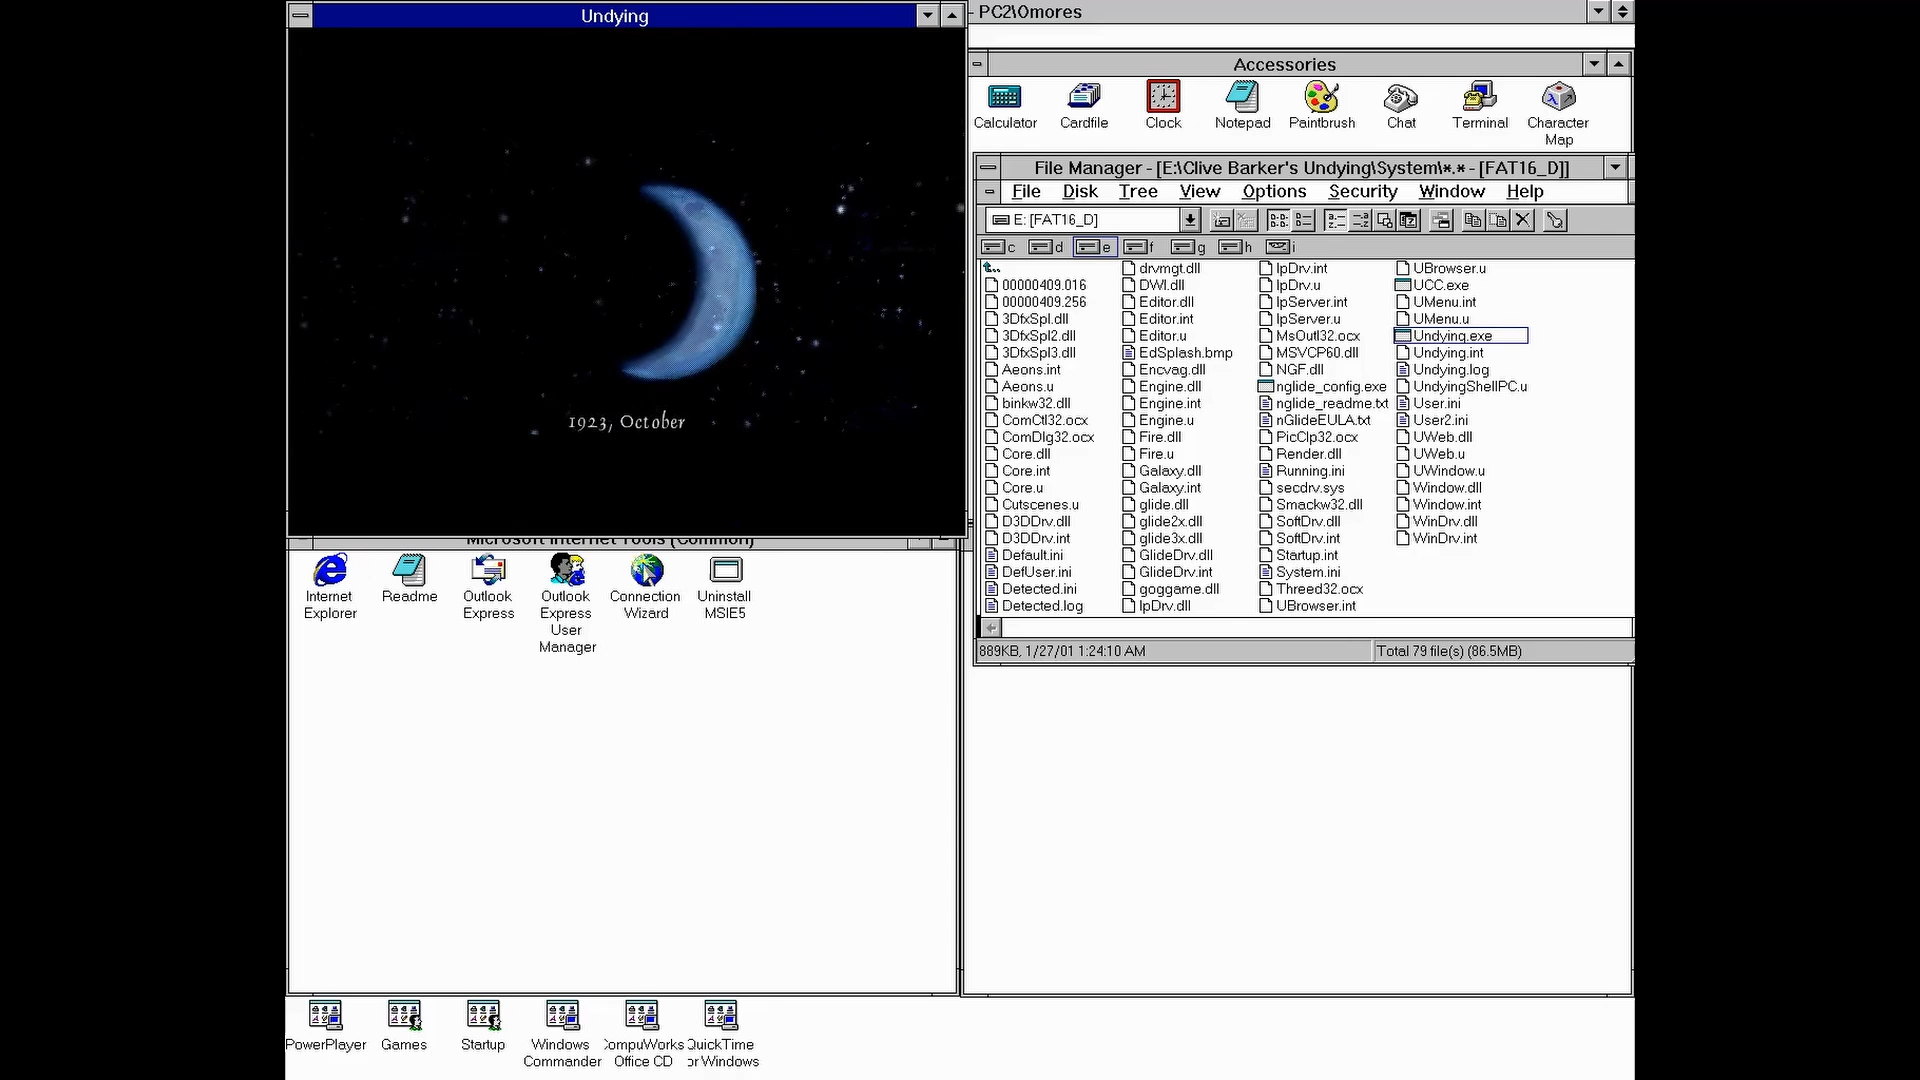 Undying
1923, October
- PC2\Omores
Accessories
Calculator
Cardfile
Clock
Notepad
Paintbrush
Chat
Terminal
Character
Map
File Manager - [E:\Clive Barker's Undying\System\*.* - [FAT16_D]]
File Disk Tree View Options Security Window Help
E: [FAT16_D]
c d e f g h i
00000409.016
00000409.256
3DfxSpl.dll
3DfxSpl2.dll
3DfxSpl3.dll
Aeons.int
Aeons.u
binkw32.dll
ComCtl32.ocx
ComDlg32.ocx
Core.dll
Core.int
Core.u
Cutscenes.u
D3DDrv.dll
D3DDrv.int
Default.ini
DefUser.ini
Detected.ini
Detected.log
drvmgt.dll
DWI.dll
Editor.dll
Editor.int
Editor.u
EdSplash.bmp
Encvag.dll
Engine.dll
Engine.int
Engine.u
Fire.dll
Fire.u
Galaxy.dll
Galaxy.int
glide.dll
glide2x.dll
glide3x.dll
GlideDrv.dll
GlideDrv.int
goggame.dll
IpDrv.dll
IpDrv.int
IpDrv.u
IpServer.int
IpServer.u
MsOutl32.ocx
MSVCP60.dll
NGF.dll
nglide_config.exe
nglide_readme.txt
nGlideEULA.txt
PicClp32.ocx
Render.dll
Running.ini
secdrv.sys
Smackw32.dll
SoftDrv.dll
SoftDrv.int
Startup.int
System.ini
Threed32.ocx
UBrowser.int
UBrowser.u
UCC.exe
UMenu.int
UMenu.u
Undying.exe
Undying.int
Undying.log
UndyingShellPC.u
User.ini
User2.ini
UWeb.dll
UWeb.u
UWindow.u
Window.dll
Window.int
WinDrv.dll
WinDrv.int
889KB, 1/27/01 1:24:10 AM
Total 79 file(s) (86.5MB)
Microsoft Internet Tools (Common)
Internet
Explorer
Readme
Outlook
Express
Outlook
Express
User
Manager
Connection
Wizard
Uninstall
MSIE5
PowerPlayer
Games
Startup
Windows
Commander
CompuWorks
Office CD
QuickTime
or Windows